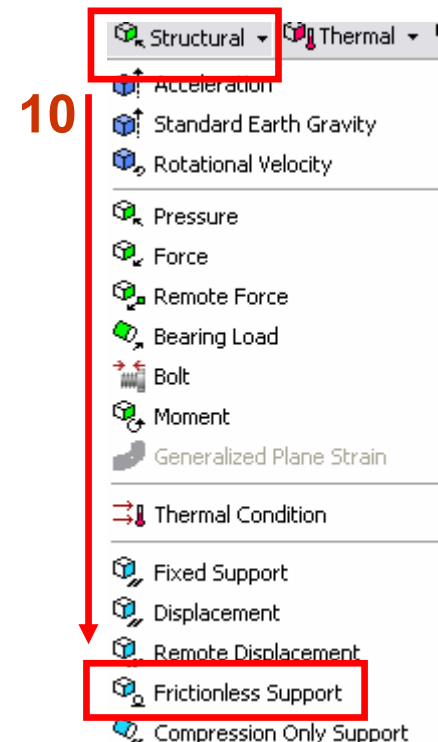 Structural Thermal
10
Acceleration
Standard Earth Gravity
Rotational Velocity
Pressure
Force
Remote Force
Bearing Load
Bolt
Moment
Generalized Plane Strain
Thermal Condition
Fixed Support
Displacement
Remote Displacement
Frictionless Support
Compression Only Support